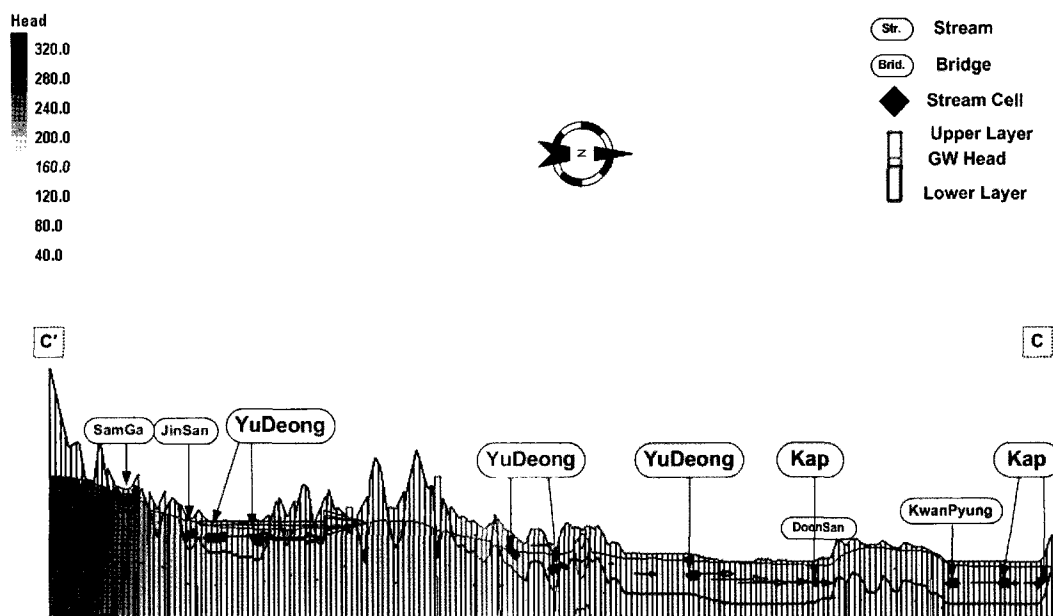 Head
320.0
280.0
240.0
200.0
160.0
120.0
80.0
40.0
Str. Stream
Brid. Bridge
Stream Cell
Upper Layer
GW Head
Lower Layer
N
C'
C
SamGa
JinSan
YuDeong
YuDeong
YuDeong
Kap
DoonSan
KwanPyung
Kap